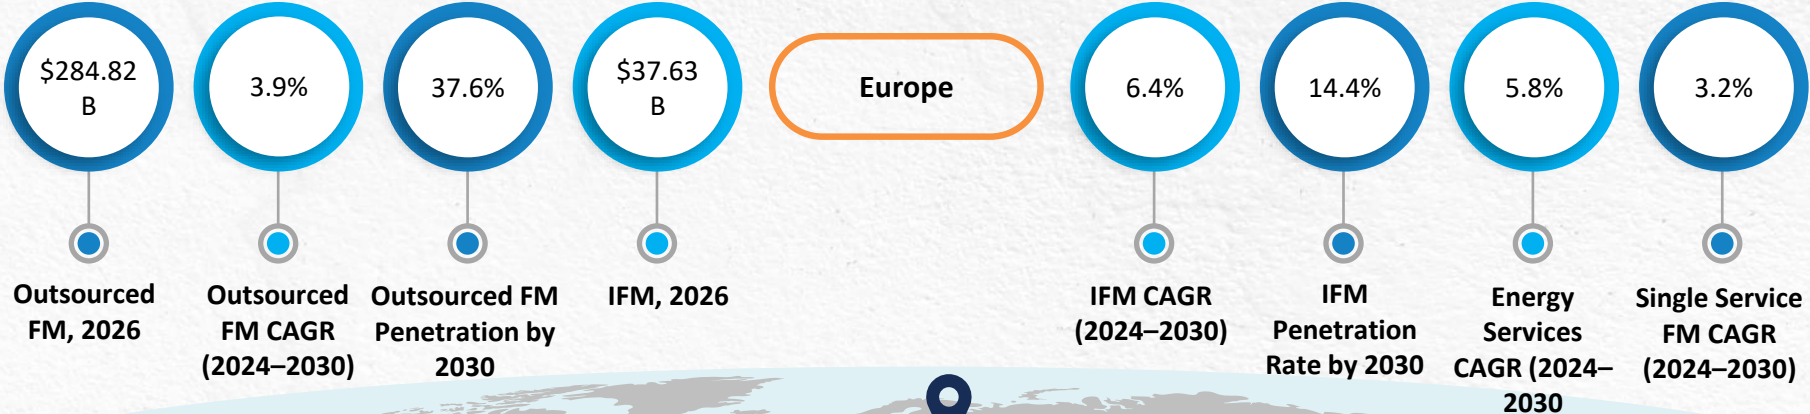 $284.82
B
3.9%
37.6%
$37.63
B
Europe
6.4%
14.4%
5.8%
3.2%
Outsourced
FM, 2026
Outsourced
FM CAGR
(2024–2030)
Outsourced FM
Penetration by
2030
IFM, 2026
IFM CAGR
(2024–2030)
IFM
Penetration
Rate by 2030
Energy
Services
CAGR (2024–
2030
Single Service
FM CAGR
(2024–2030)